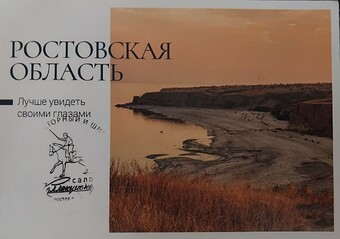 РОСТОВСКАЯ
ОБЛАСТЬ
Лучше увидеть
своими глазами